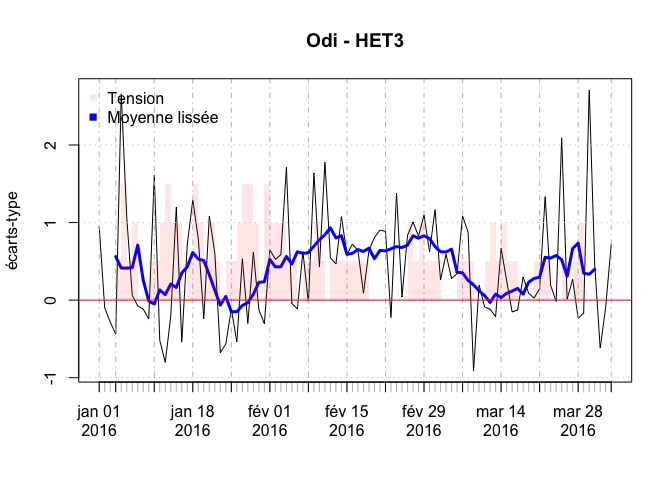 Odi - HET3
Tension
Moyenne lissée
écarts-type
2
1
0
-1
jan 01
2016
jan 18
2016
fév 01
2016
fév 15
2016
fév 29
2016
mar 14
2016
mar 28
2016